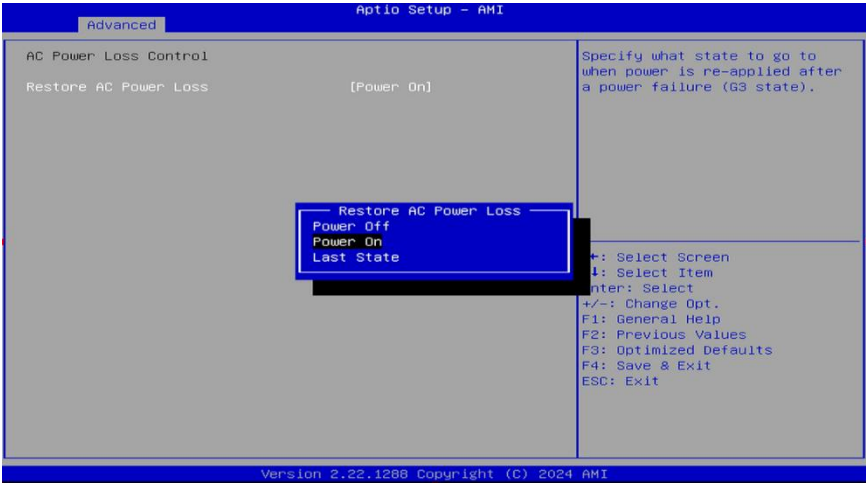 Aptio Setup – AMI
Advanced
AC Power Loss Control
Restore AC Power Loss [Power On]
Specify what state to go to
when power is re-applied after
a power failure (G3 state).
Restore AC Power Loss
Power Off
Power On
Last State
←: Select Screen
↓: Select Item
nter: Select
+/-: Change Opt.
F1: General Help
F2: Previous Values
F3: Optimized Defaults
F4: Save & Exit
ESC: Exit
Version 2.22.1288 Copyright (C) 2024 AMI